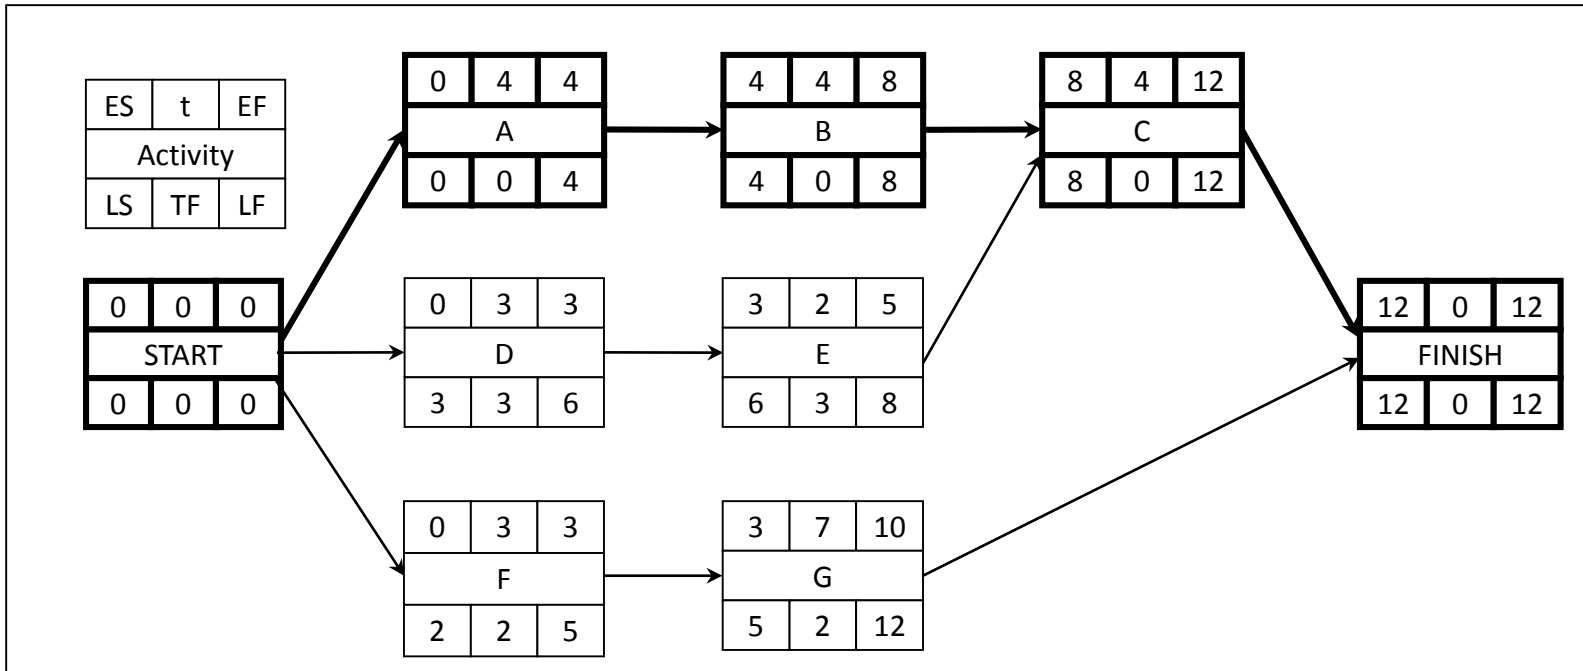 ES t EF
Activity
LS TF LF
0 4 4
A
0 0 4
4 4 8
B
4 0 8
8 4 12
C
8 0 12
0 0 0
START
0 0 0
0 3 3
D
3 3 6
3 2 5
E
6 3 8
12 0 12
FINISH
12 0 12
0 3 3
F
2 2 5
3 7 10
G
5 2 12